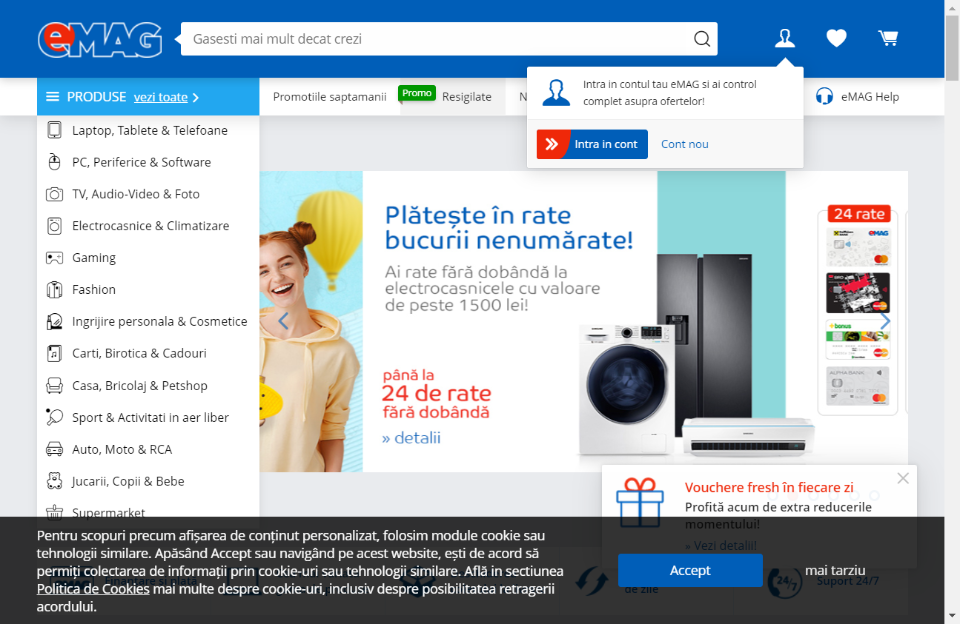 eMAG
Gasesti mai mult decat crezi
PRODUSE vezi toate
Promotiile saptamanii
Promo
Resigilate
N
eMAG Help
Intra in contul tau eMAG si ai control
complet asupra ofertelor!
Intra in cont
Cont nou
Laptop, Tablete & Telefoane
PC, Periferice & Software
TV, Audio-Video & Foto
Electrocasnice & Climatizare
Gaming
Fashion
Ingrijire personala & Cosmetice
Carti, Birotica & Cadouri
Casa, Bricolaj & Petshop
Sport & Activitati in aer liber
Auto, Moto & RCA
Jucarii, Copii & Bebe
Supermarket
Plătește în rate
bucurii nenumărate!
Ai rate fără dobândă la
electrocasnicele cu valoare
de peste 1500 lei!
până la
24 de rate
fără dobândă
» detalii
24 rate
Vouchere fresh în fiecare zi
Profită acum de extra reducerile
momentului!
» Vezi detalii!
Pentru scopuri precum afișarea de conținut personalizat, folosim module cookie sau
tehnologii similare. Apăsând Accept sau navigând pe acest website, ești de acord să
permiți colectarea de informații prin cookie-uri sau tehnologii similare. Află in sectiunea
Politica de Cookies mai multe despre cookie-uri, inclusiv despre posibilitatea retragerii
acordului.
Accept
mai tarziu
de zile
24/7
Suport 24/7